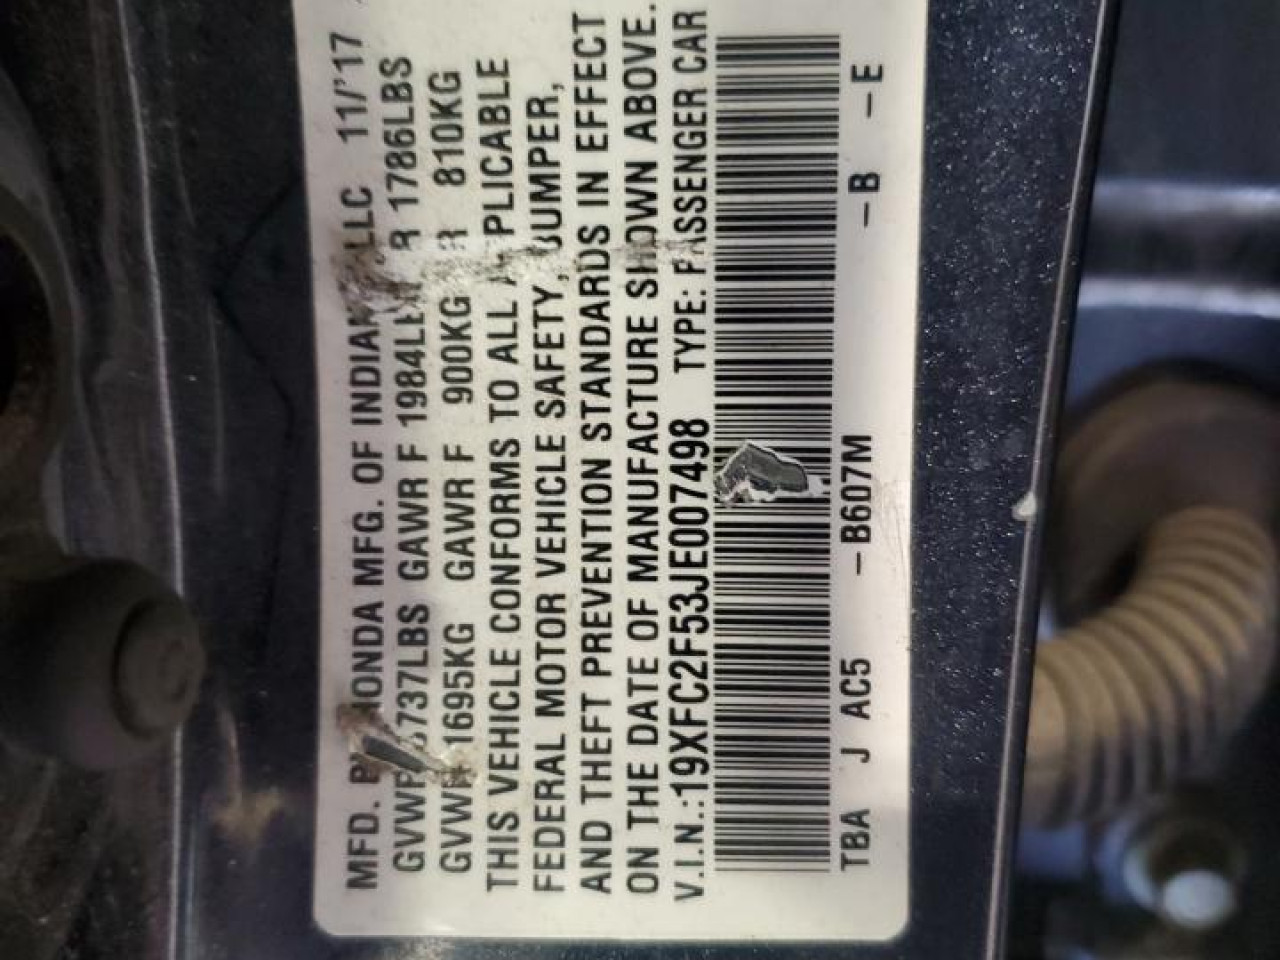 MFD. BY HONDA MFG. OF INDIANA LLC 11/'17
GVWR 3737LBS GAWR F 1984LBS R 1786LBS
GVWR 1695KG GAWR F 900KG R 810KG
THIS VEHICLE CONFORMS TO ALL APPLICABLE
FEDERAL MOTOR VEHICLE SAFETY, BUMPER,
AND THEFT PREVENTION STANDARDS IN EFFECT
ON THE DATE OF MANUFACTURE SHOWN ABOVE.
V.I.N.:19XFC2F53JE007498 TYPE: PASSENGER CAR
TBA J AC5 -B607M -B -E